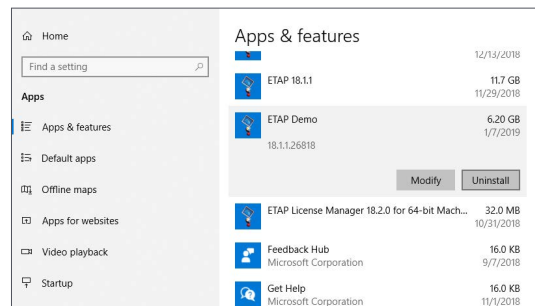 Home
Find a setting
Apps
Apps & features
Default apps
Offline maps
Apps for websites
Video playback
Startup
Apps & features
12/13/2018
ETAP 18.1.1 11.7 GB
11/29/2018
ETAP Demo 6.20 GB
1/7/2019
18.1.1.26818
Modify Uninstall
ETAP License Manager 18.2.0 for 64-bit Mach... 32.0 MB
10/31/2018
Feedback Hub 16.0 KB
Microsoft Corporation 9/7/2018
Get Help 16.0 KB
Microsoft Corporation 11/1/2018